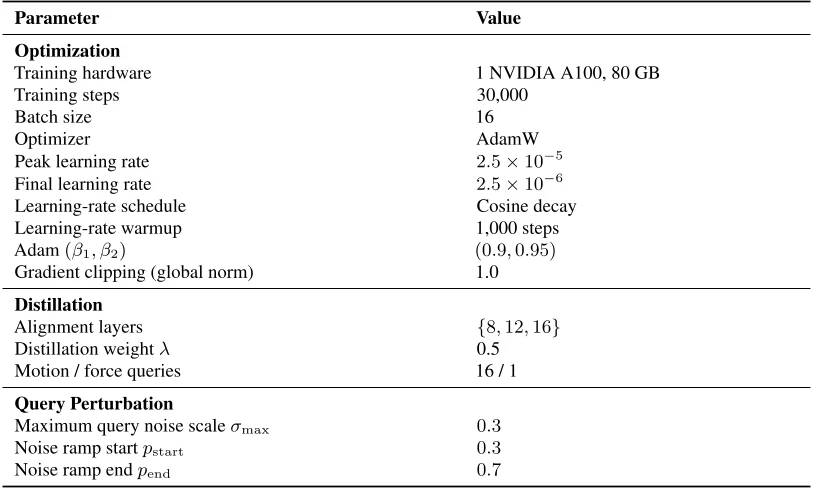 Parameter Value
Optimization
Training hardware 1 NVIDIA A100, 80 GB
Training steps 30,000
Batch size 16
Optimizer AdamW
Peak learning rate 2.5 × 10⁻⁵
Final learning rate 2.5 × 10⁻⁶
Learning-rate schedule Cosine decay
Learning-rate warmup 1,000 steps
Adam (β₁, β₂) (0.9, 0.95)
Gradient clipping (global norm) 1.0
Distillation
Alignment layers {8, 12, 16}
Distillation weight λ 0.5
Motion / force queries 16 / 1
Query Perturbation
Maximum query noise scale σ_max 0.3
Noise ramp start p_start 0.3
Noise ramp end p_end 0.7